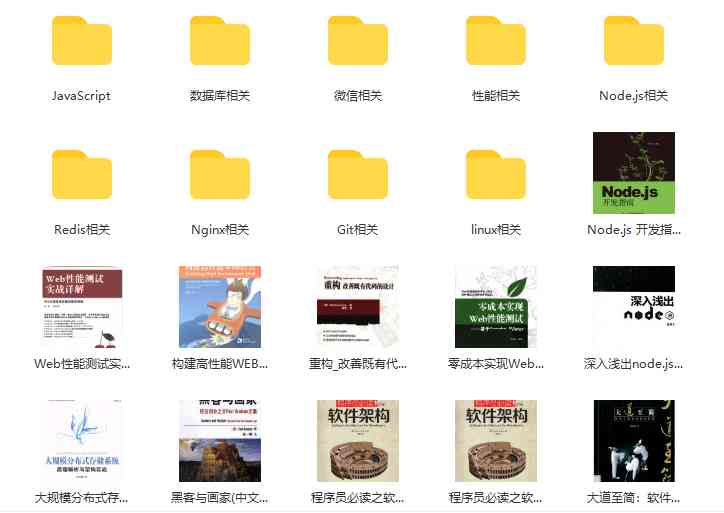 JavaScript
数据库相关
微信相关
性能相关
Node.js相关
Redis相关
Nginx相关
Git相关
linux相关
Node.js
开发指南
Node.js 开发指...
Web性能测试
实战详解
重构 改善既有代码的设计
零成本实现
Web性能测试
深入浅出
node
Web性能测试实...
构建高性能WEB...
重构_改善既有代...
零成本实现Web...
深入浅出node.js...
大规模分布式存储系统
原理解析与架构实战
黑客与画家
软件架构
软件架构
大道至简
大规模分布式存...
黑客与画家(中文...
程序员必读之软...
程序员必读之软...
大道至简：软件...